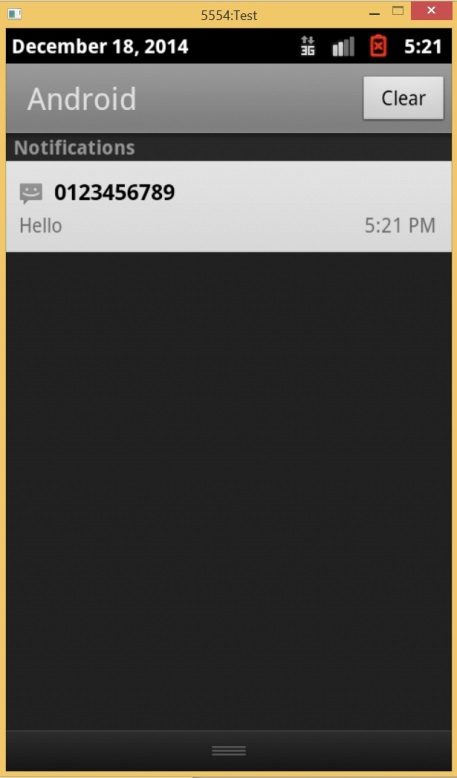 5554:Test
December 18, 2014 3G 5:21
Android Clear
Notifications
0123456789
Hello 5:21 PM